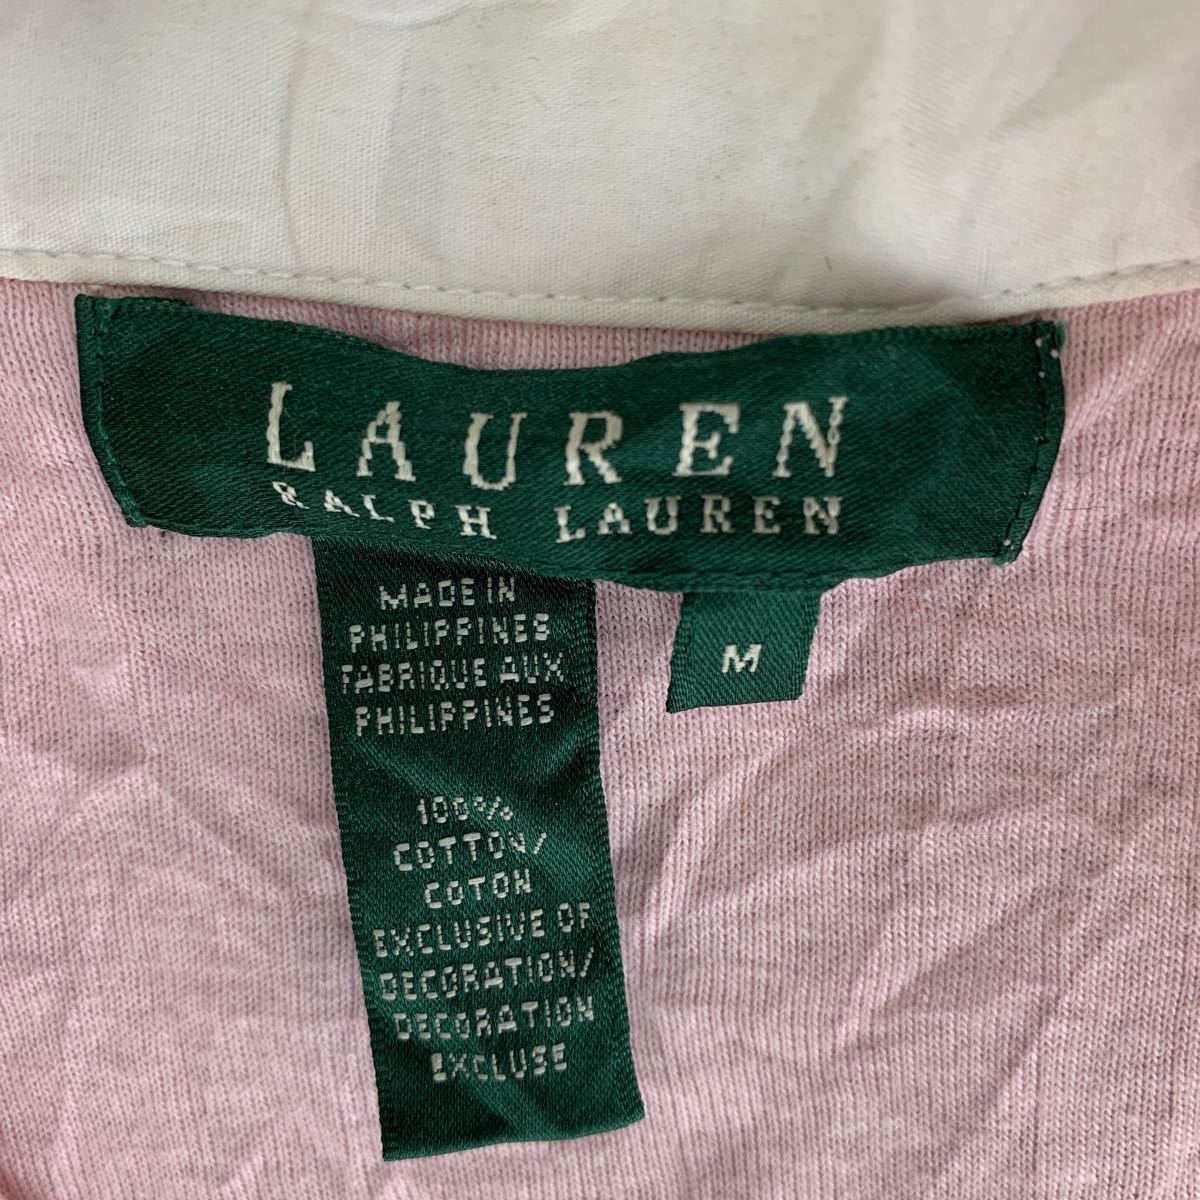 LAUREN
RALPH LAUREN
M
MADE IN
PHILIPPINES
FABRIQUE AUX
PHILIPPINES
100%
COTTON/
COTON
EXCLUSIVE OF
DECORATION/
DECORATION
EXCLUSE